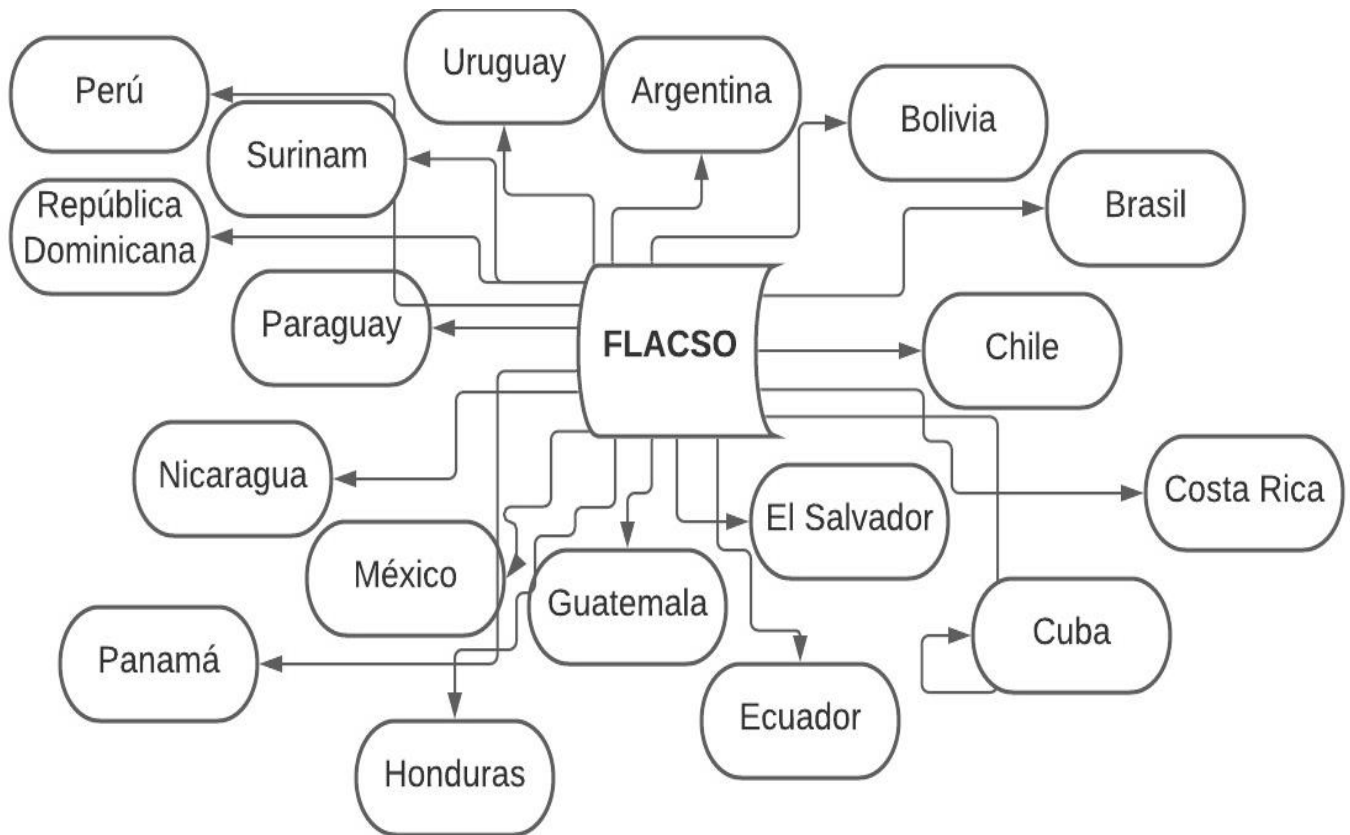 Uruguay
Argentina
Perú
Bolivia
Surinam
Brasil
República
Dominicana
Paraguay
FLACSO
Chile
Nicaragua
Costa Rica
El Salvador
México
Guatemala
Cuba
Panamá
Ecuador
Honduras